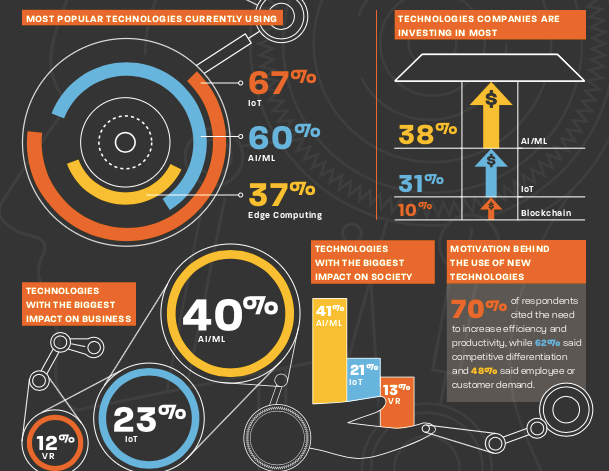 MOST POPULAR TECHNOLOGIES CURRENTLY USING
67%
IoT
60%
AI/ML
37%
Edge Computing
TECHNOLOGIES COMPANIES ARE
INVESTING IN MOST
$
38%
AI/ML
$
31%
IoT
10%
$
Blockchain
TECHNOLOGIES
WITH THE BIGGEST
IMPACT ON BUSINESS
40%
AI/ML
23%
IoT
12%
VR
TECHNOLOGIES
WITH THE BIGGEST
IMPACT ON SOCIETY
41%
AI/ML
21%
IoT
13%
VR
MOTIVATION BEHIND
THE USE OF NEW
TECHNOLOGIES
70% of respondents
cited the need
to increase efficiency and
productivity, while 62% said
competitive differentiation
and 48% said employee or
customer demand.